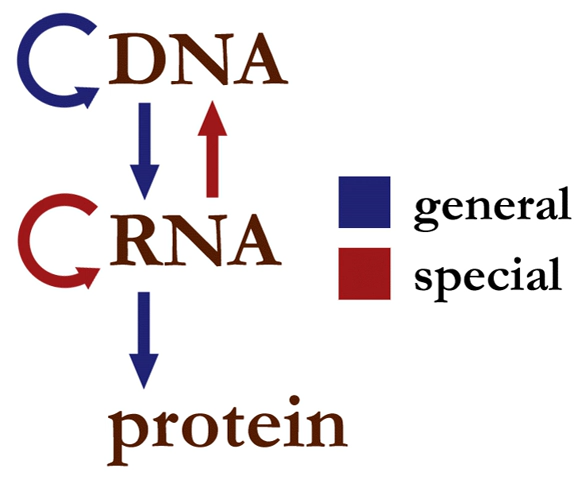 DNA
RNA
general
special
protein